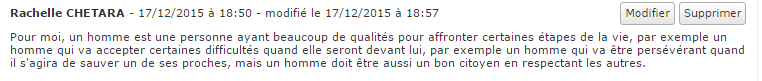 Rachelle CHETARA - 17/12/2015 à 18:50 - modifié le 17/12/2015 à 18:57 Modifier Supprimer
Pour moi, un homme est une personne ayant beaucoup de qualités pour affronter certaines étapes de la vie, par exemple un
homme qui va accepter certaines difficultés quand elle seront devant lui, par exemple un homme qui va être persévérant quand
il s'agira de sauver un de ses proches, mais un homme doit être aussi un bon citoyen en respectant les autres.